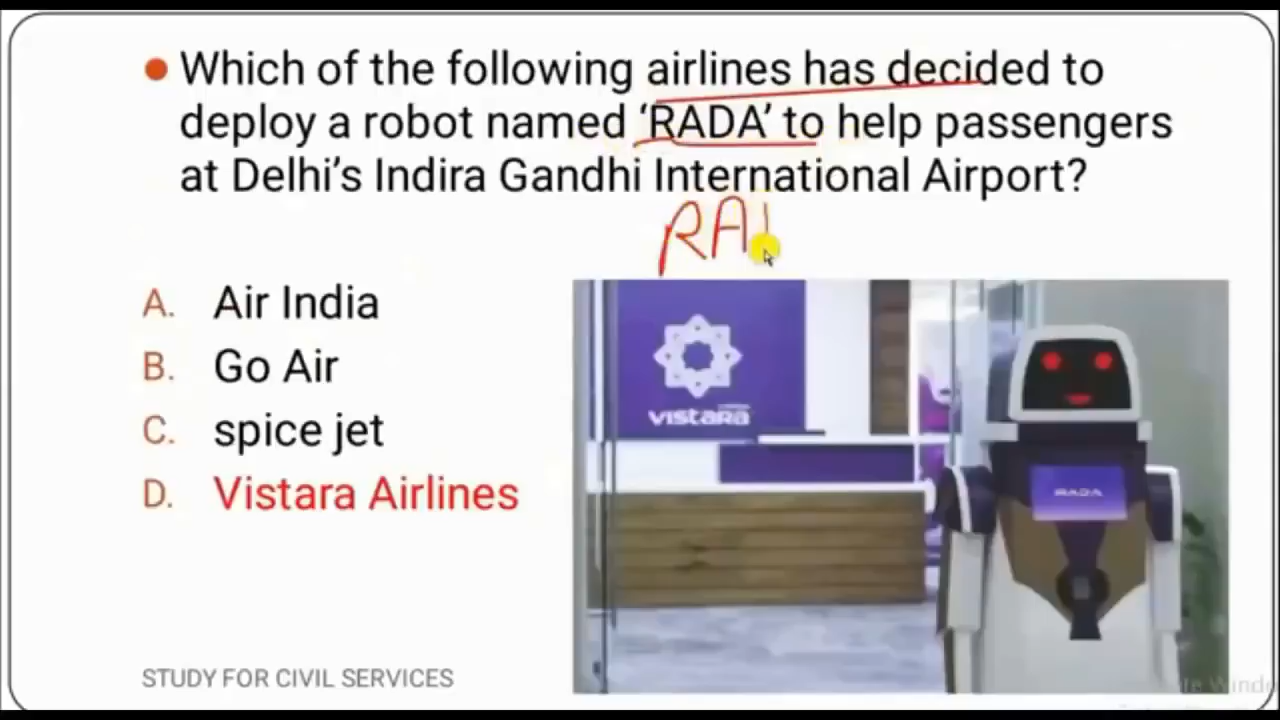 Which of the following airlines has decided to
deploy a robot named ‘RADA’ to help passengers
at Delhi’s Indira Gandhi International Airport?
RA
A. Air India
B. Go Air
C. spice jet
D. Vistara Airlines
vistara
RADA
STUDY FOR CIVIL SERVICES